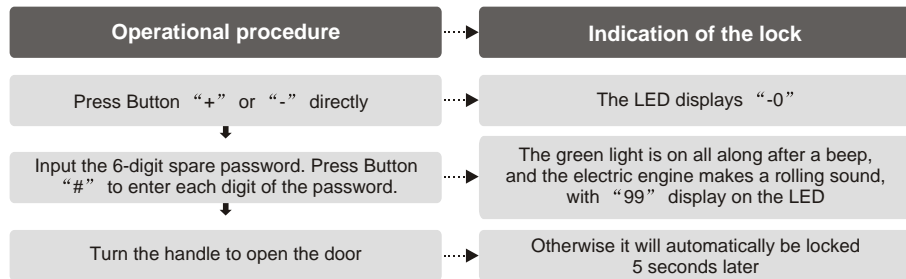 Operational procedure
Indication of the lock
Press Button “+” or “-” directly
The LED displays “-0”
Input the 6-digit spare password. Press Button
“#” to enter each digit of the password.
The green light is on all along after a beep,
and the electric engine makes a rolling sound,
with “99” display on the LED
Turn the handle to open the door
Otherwise it will automatically be locked
5 seconds later